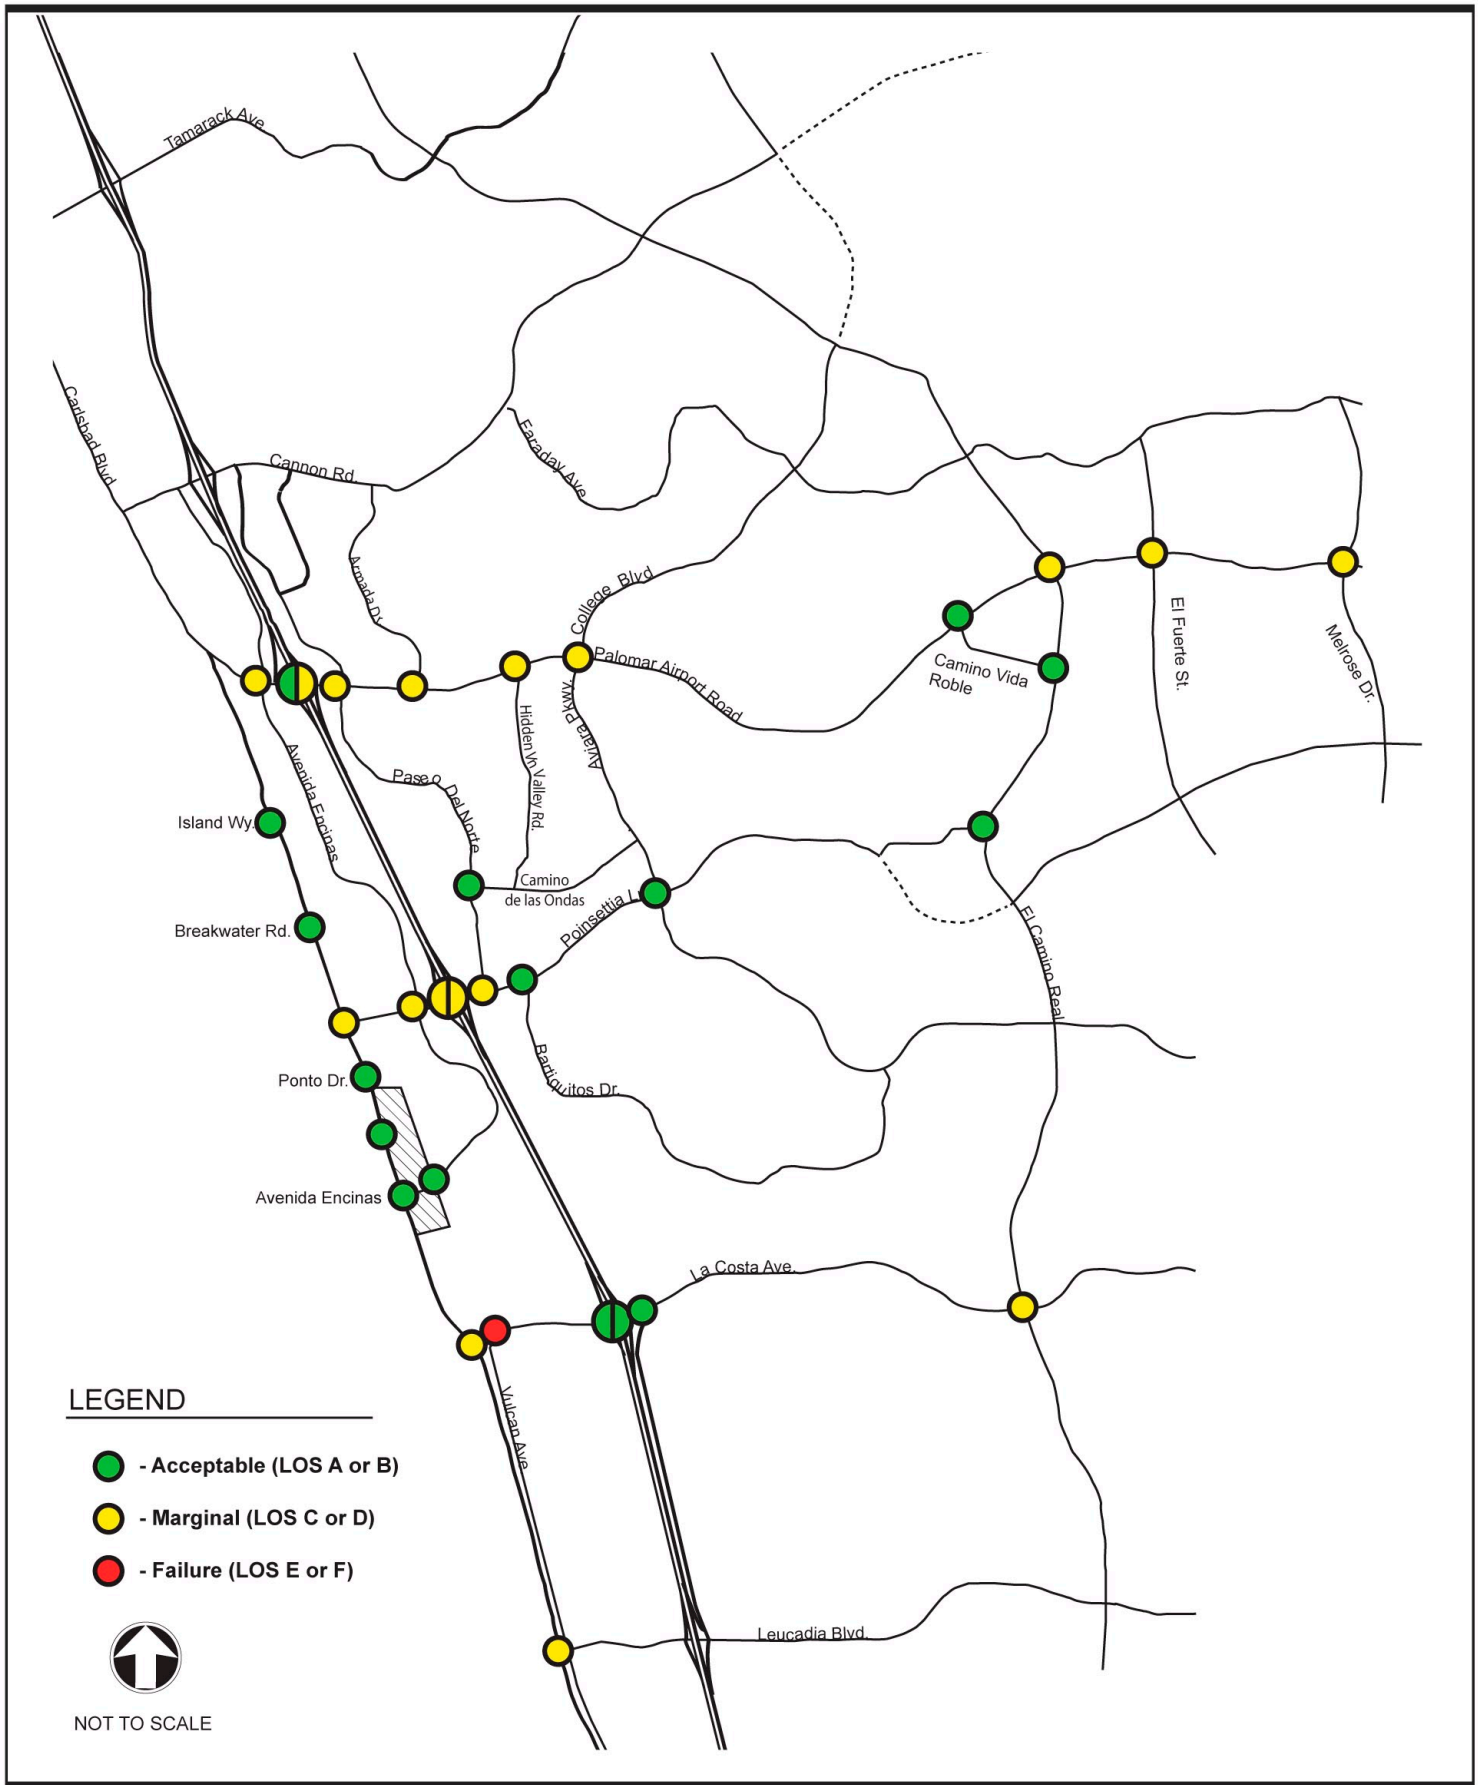 Tamarack Ave.
Carlsbad Blvd
Cannon Rd.
Faraday Ave
Armada Dr.
College Blvd
Palomar Airport Road
Camino Vida
Roble
El Fuerte St.
Melrose Dr.
Hidden Vn Valley Rd.
Aviara Pkwy.
Avenida Encinas
Paseo
Del Norte
Island Wy.
Camino
de las Ondas
Poinsettia
Breakwater Rd.
El Camino Real
Ponto Dr.
Bartiquitos Dr.
Avenida Encinas
La Costa Ave.
Vulcan Ave
Leucadia Blvd.
LEGEND
- Acceptable (LOS A or B)
- Marginal (LOS C or D)
- Failure (LOS E or F)
NOT TO SCALE